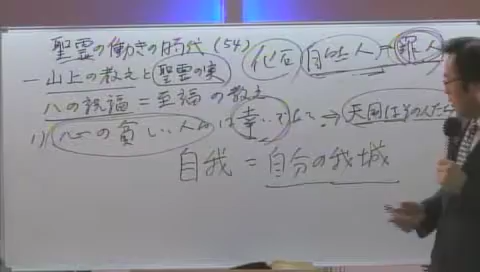 聖霊の働きの時代(54) 化石 自然人=罪人
一山上の教えと聖霊の実
八の祝福=至福の教え
1)心の貧しい人々は幸いです⇒天国はその人たち
自我=自分の我城